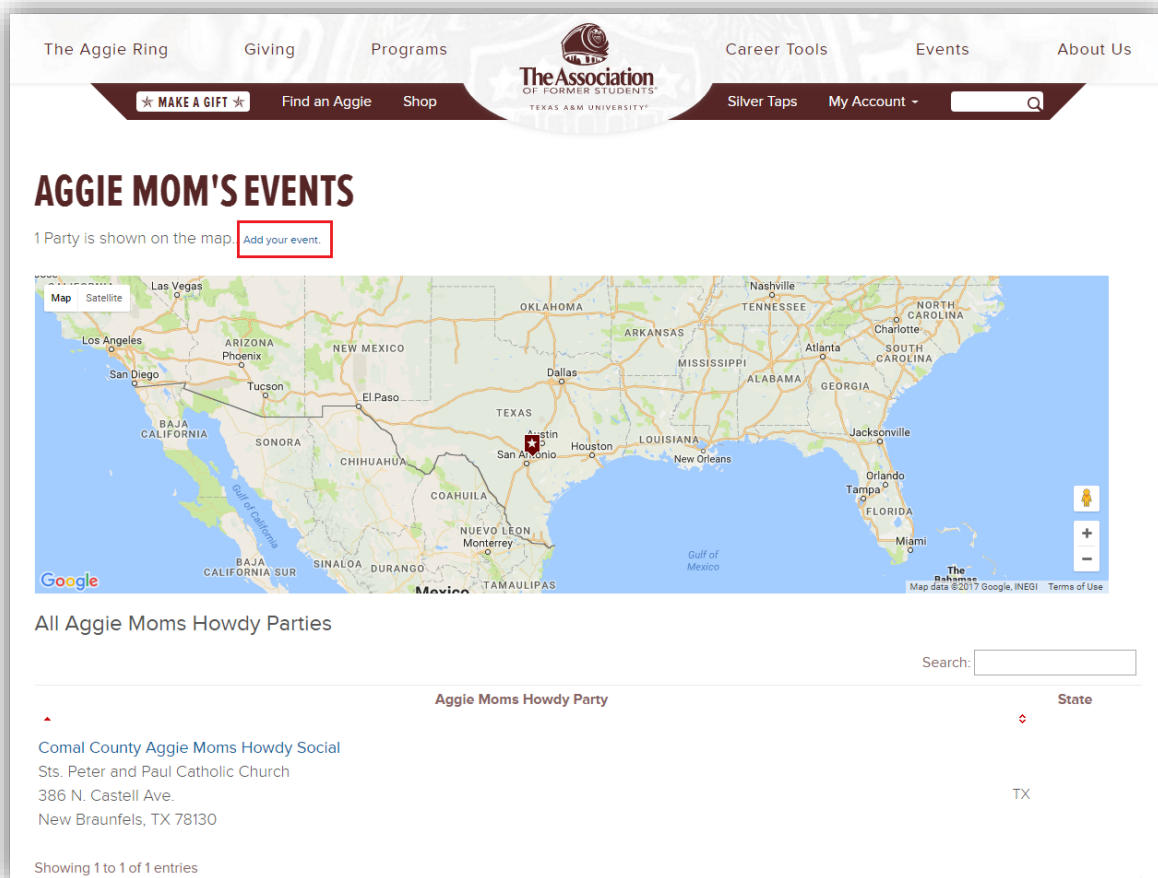 The Aggie Ring Giving Programs Career Tools Events About Us
The Association
OF FORMER STUDENTS®
TEXAS A&M UNIVERSITY®
MAKE A GIFT Find an Aggie Shop Silver Taps My Account
AGGIE MOM'S EVENTS
1 Party is shown on the map. Add your event.
Map Satellite
Las Vegas
Nashville
OKLAHOMA
TENNESSEE
NORTH
CAROLINA
ARKANSAS
Charlotte
Los Angeles
ARIZONA
Phoenix
NEW MEXICO
Atlanta
SOUTH
CAROLINA
MISSISSIPPI
San Diego
Dallas
ALABAMA
GEORGIA
Tucson
El Paso
TEXAS
BAJA
CALIFORNIA
SONORA
Austin
Houston
LOUISIANA
Jacksonville
San Antonio
New Orleans
CHIHUAHUA
Orlando
Tampa
COAHUILA
FLORIDA
Gulf of California
NUEVO LEON
Monterrey
Miami
Gulf of
Mexico
BAJA
CALIFORNIA SUR
SINALOA
DURANGO
The
Bahamas
TAMAULIPAS
Mexico
Google
Map data ©2017 Google, INEGI Terms of Use
All Aggie Moms Howdy Parties
Search:
Aggie Moms Howdy Party State
Comal County Aggie Moms Howdy Social
Sts. Peter and Paul Catholic Church
386 N. Castell Ave.
TX
New Braunfels, TX 78130
Showing 1 to 1 of 1 entries